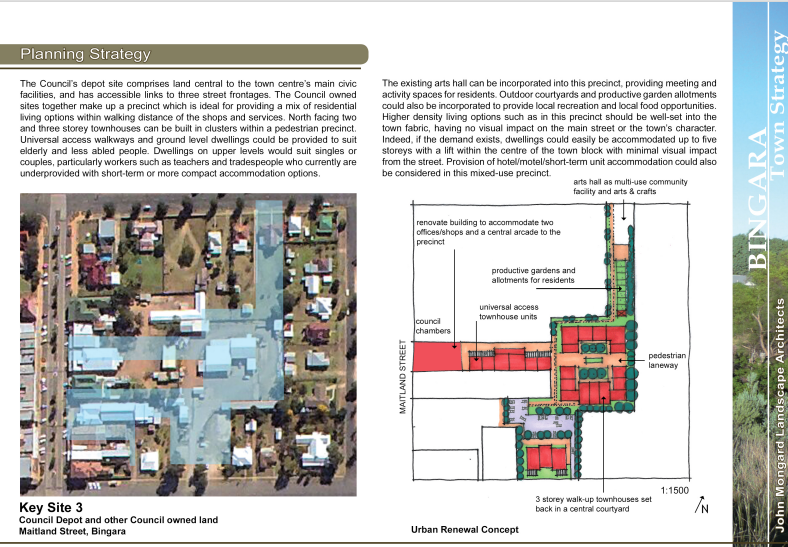 Planning Strategy
The Council's depot site comprises land central to the town centre's main civic
facilities, and has accessible links to three street frontages. The Council owned
sites together make up a precinct which is ideal for providing a mix of residential
living options within walking distance of the shops and services. North facing two
and three storey townhouses can be built in clusters within a pedestrian precinct.
Universal access walkways and ground level dwellings could be provided to suit
elderly and less abled people. Dwellings on upper levels would suit singles or
couples, particularly workers such as teachers and tradespeople who currently are
underprovided with short-term or more compact accommodation options.
Key Site 3
Council Depot and other Council owned land
Maitland Street, Bingara
The existing arts hall can be incorporated into this precinct, providing meeting and
activity spaces for residents. Outdoor courtyards and productive garden allotments
could also be incorporated to provide local recreation and local food opportunities.
Higher density living options such as in this precinct should be well-set into the
town fabric, having no visual impact on the main street or the town's character.
Indeed, if the demand exists, dwellings could easily be accommodated up to five
storeys with a lift within the centre of the town block with minimal visual impact
from the street. Provision of hotel/motel/short-term unit accommodation could also
be considered in this mixed-use precinct.
arts hall as multi-use community
facility and arts & crafts
renovate building to accommodate two
offices/shops and a central arcade to the
precinct
productive gardens and
allotments for residents
universal access
townhouse units
council
chambers
pedestrian
laneway
MAITLAND STREET
3 storey walk-up townhouses set
back in a central courtyard
1:1500
N
Urban Renewal Concept
BINGARA
Town Strategy
John Mongard Landscape Architects